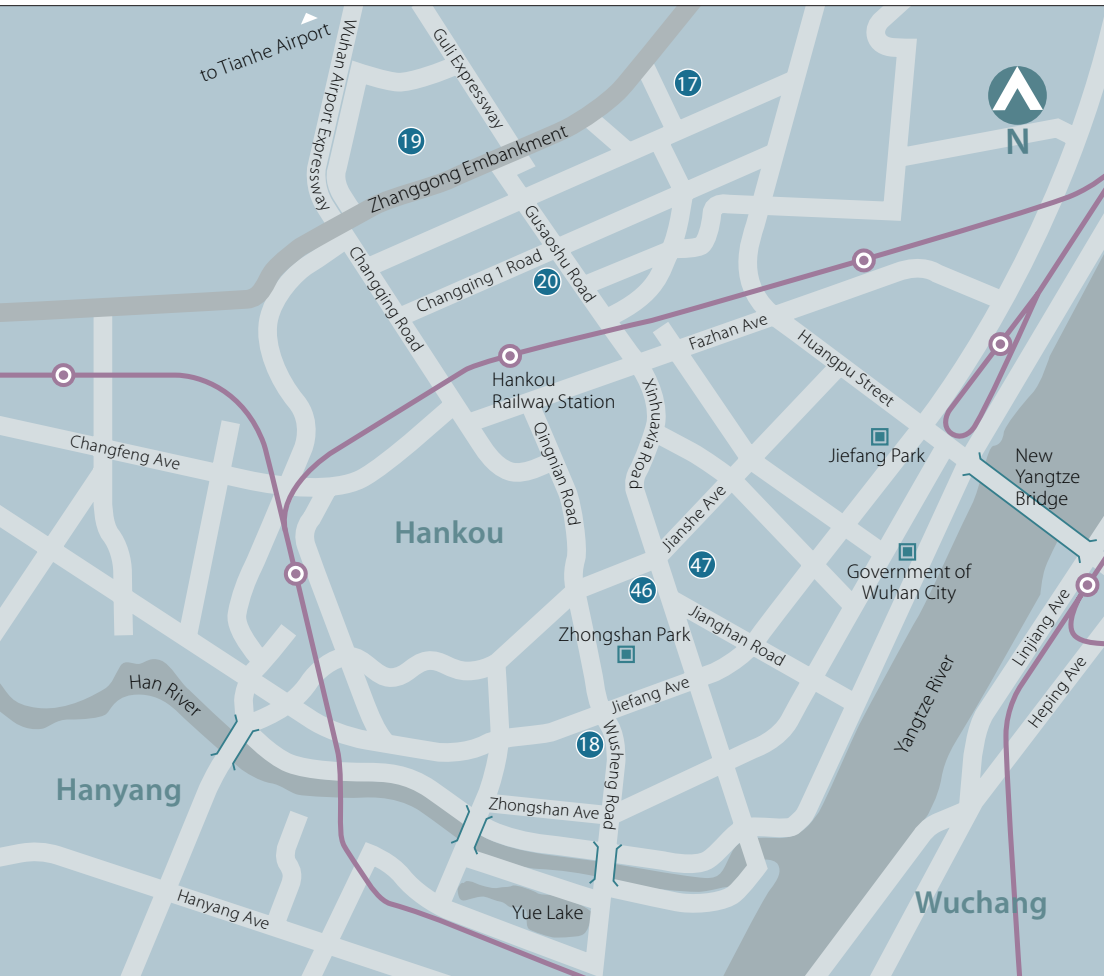 to Tianhe Airport
Wuhan Airport Expressway
Guli Expressway
17
N
19
Zhanggong Embankment
Gusaoshu Road
Changqing Road
Changqing 1 Road
20
Fazhan Ave
Huangpu Street
Hankou
Railway Station
Xinhuaxia Road
Qingnian Road
Changfeng Ave
Jiefang Park
New
Yangtze
Bridge
Hankou
Jianshe Ave
47
46
Government of
Wuhan City
Zhongshan Park
Jianghan Road
Linjiang Ave
Heping Ave
Yangtze River
Han River
Jiefang Ave
18
Wusheng Road
Hanyang
Zhongshan Ave
Hanyang Ave
Yue Lake
Wuchang